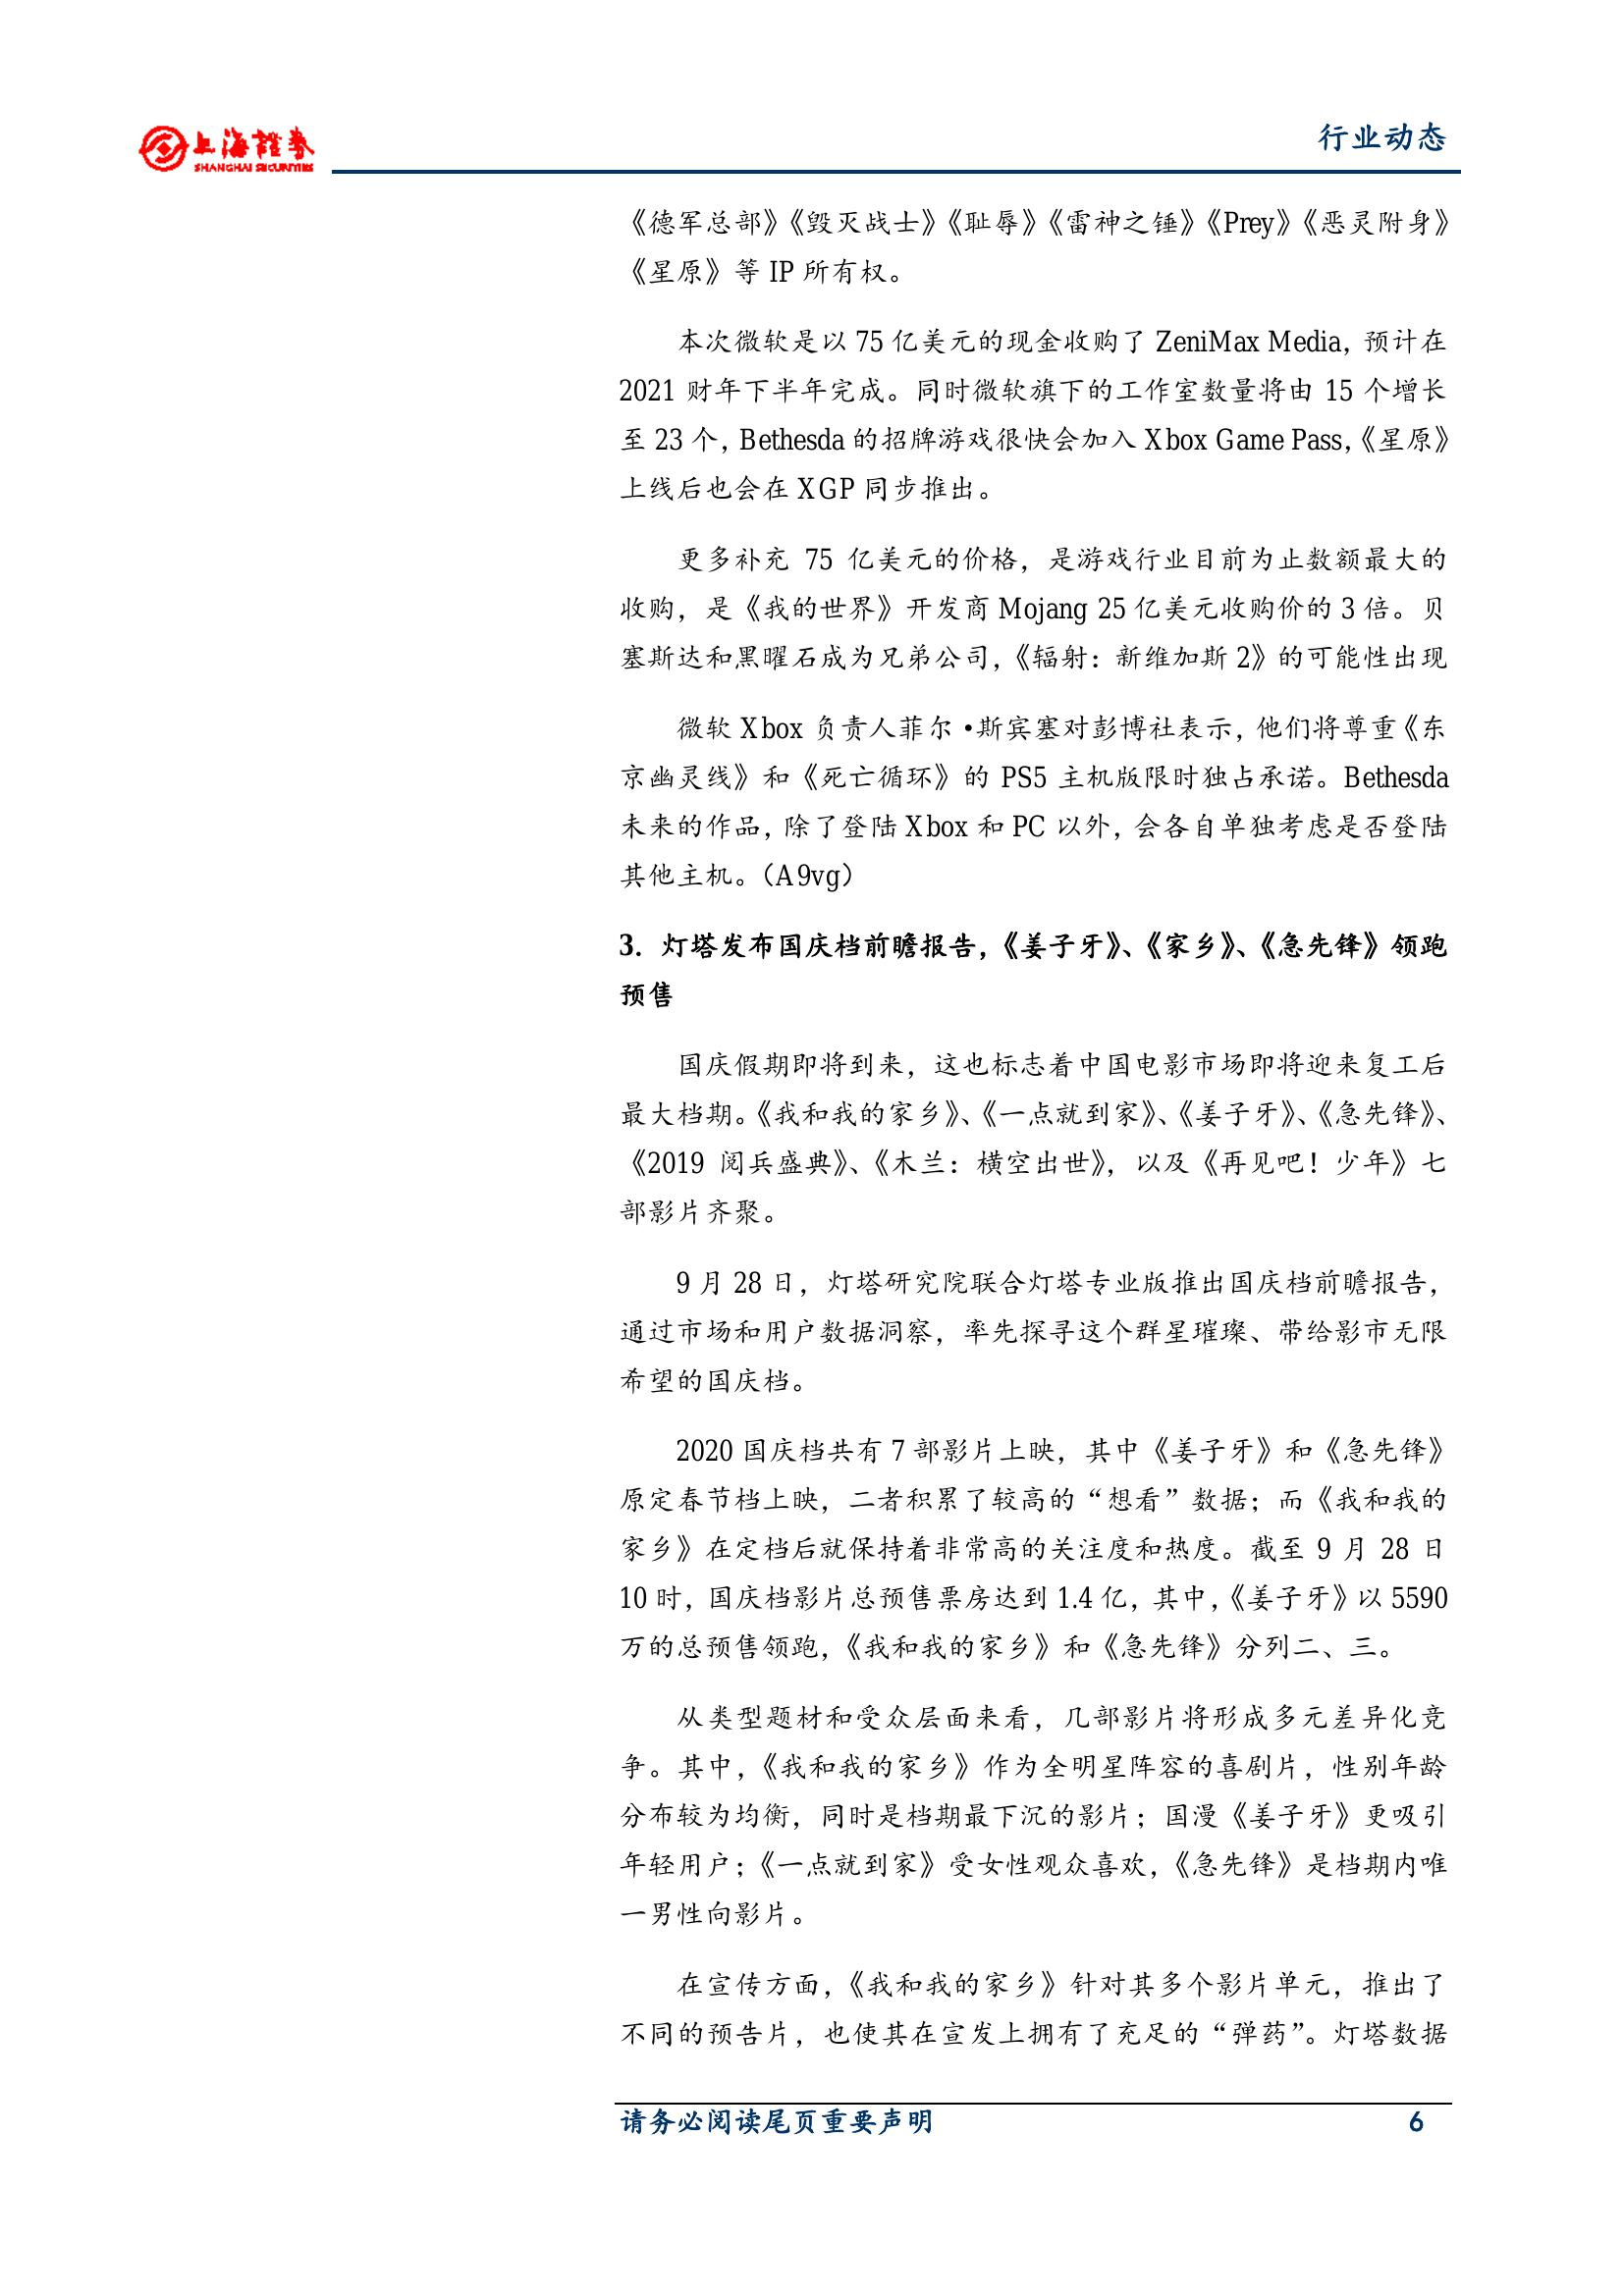 上海證券
SHANGHAI SECURITIES
行业动态
《德军总部》《毁灭战士》《耻辱》《雷神之锤》《Prey》《恶灵附身》
《星原》等 IP 所有权。
本次微软是以 75 亿美元的现金收购了 ZeniMax Media，预计在
2021 财年下半年完成。同时微软旗下的工作室数量将由 15 个增长
至 23 个，Bethesda 的招牌游戏很快会加入 Xbox Game Pass，《星原》
上线后也会在 XGP 同步推出。
更多补充 75 亿美元的价格，是游戏行业目前为止数额最大的
收购，是《我的世界》开发商 Mojang 25 亿美元收购价的 3 倍。贝
塞斯达和黑曜石成为兄弟公司，《辐射：新维加斯 2》的可能性出现
微软 Xbox 负责人菲尔·斯宾塞对彭博社表示，他们将尊重《东
京幽灵线》和《死亡循环》的 PS5 主机版限时独占承诺。Bethesda
未来的作品，除了登陆 Xbox 和 PC 以外，会各自单独考虑是否登陆
其他主机。（A9vg）
3. 灯塔发布国庆档前瞻报告，《姜子牙》、《家乡》、《急先锋》领跑
预售
国庆假期即将到来，这也标志着中国电影市场即将迎来复工后
最大档期。《我和我的家乡》、《一点就到家》、《姜子牙》、《急先锋》、
《2019 阅兵盛典》、《木兰：横空出世》，以及《再见吧！少年》七
部影片齐聚。
9 月 28 日，灯塔研究院联合灯塔专业版推出国庆档前瞻报告，
通过市场和用户数据洞察，率先探寻这个群星璀璨、带给影市无限
希望的国庆档。
2020 国庆档共有 7 部影片上映，其中《姜子牙》和《急先锋》
原定春节档上映，二者积累了较高的“想看”数据；而《我和我的
家乡》在定档后就保持着非常高的关注度和热度。截至 9 月 28 日
10 时，国庆档影片总预售票房达到 1.4 亿，其中，《姜子牙》以 5590
万的总预售领跑，《我和我的家乡》和《急先锋》分列二、三。
从类型题材和受众层面来看，几部影片将形成多元差异化竞
争。其中，《我和我的家乡》作为全明星阵容的喜剧片，性别年龄
分布较为均衡，同时是档期最下沉的影片；国漫《姜子牙》更吸引
年轻用户；《一点就到家》受女性观众喜欢，《急先锋》是档期内唯
一男性向影片。
在宣传方面，《我和我的家乡》针对其多个影片单元，推出了
不同的预告片，也使其在宣发上拥有了充足的“弹药”。灯塔数据
请务必阅读尾页重要声明 6